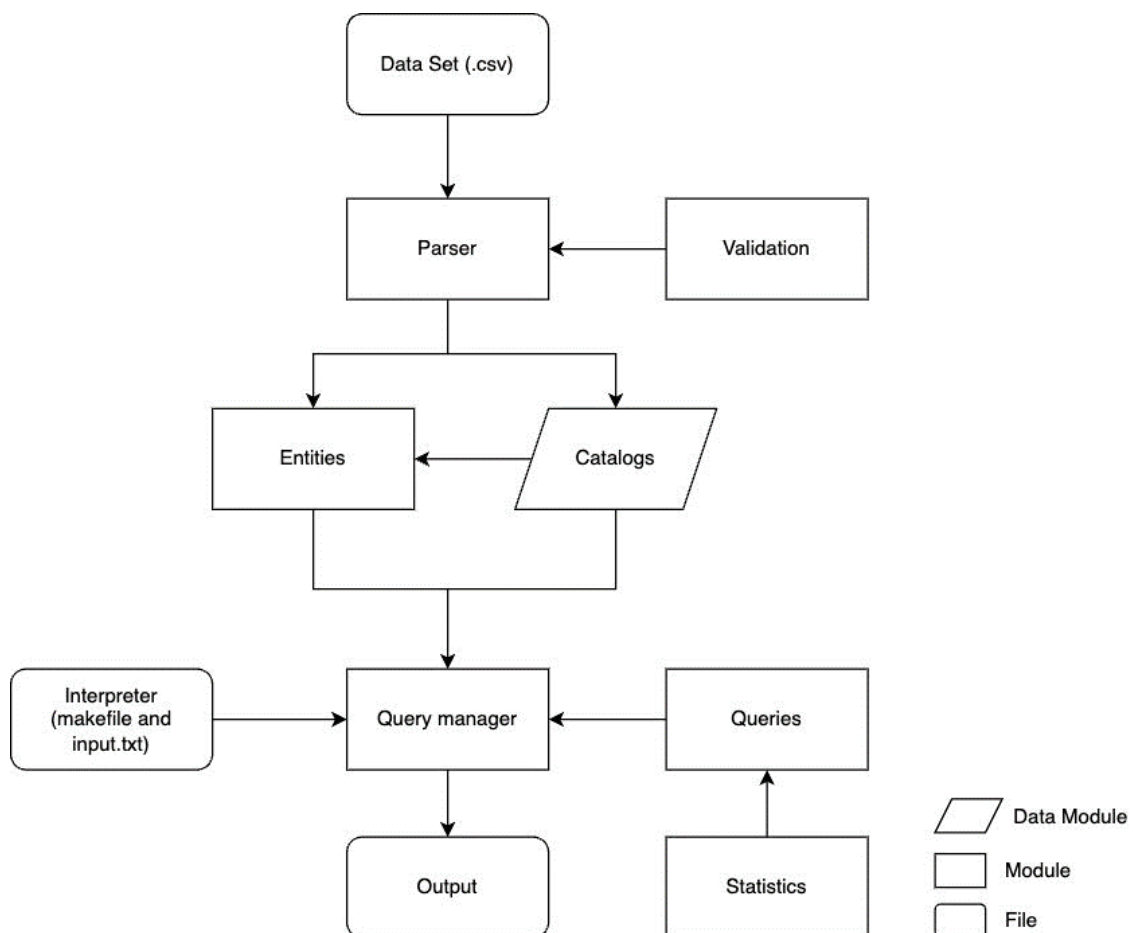 Data Set (.csv)
Parser
Validation
Entities
Catalogs
Interpreter
(makefile and
input.txt)
Query manager
Queries
Output
Statistics
Data Module
Module
File